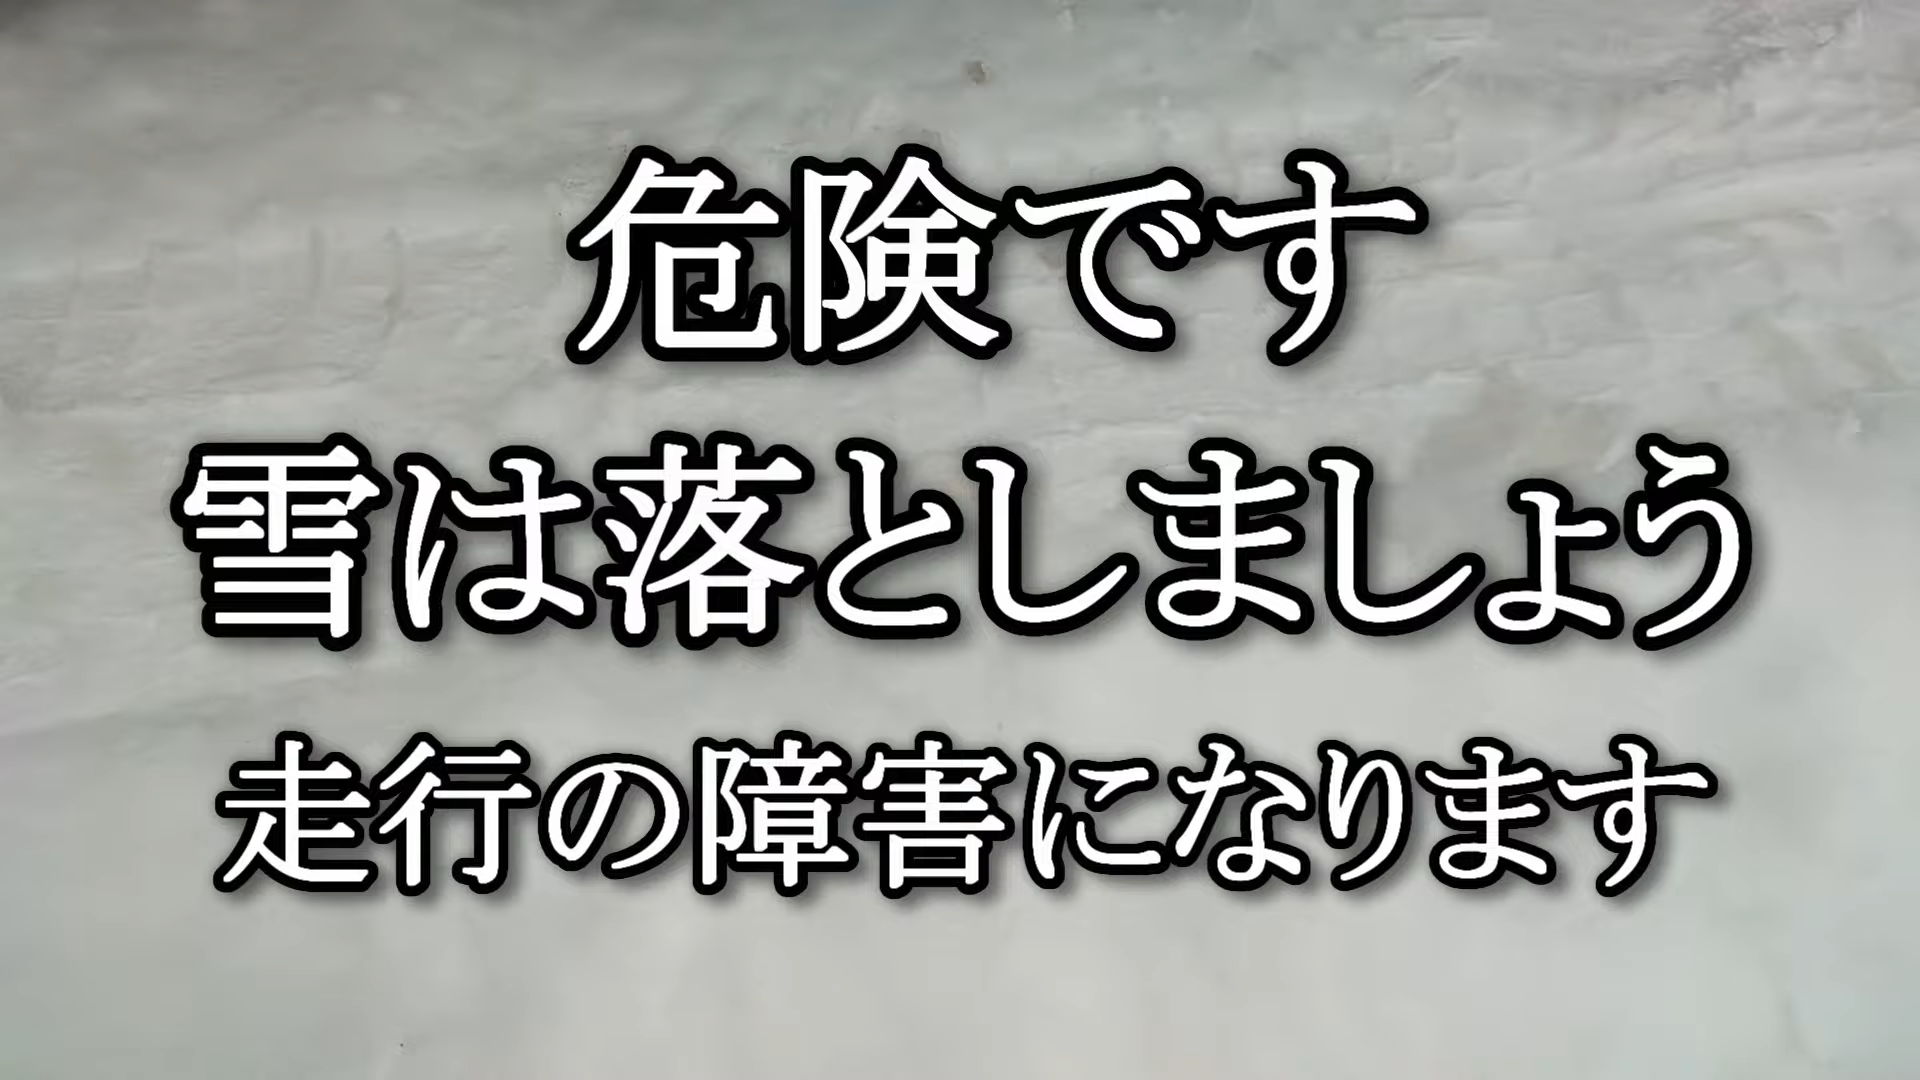 危険です
雪は落としましょう
走行の障害になります